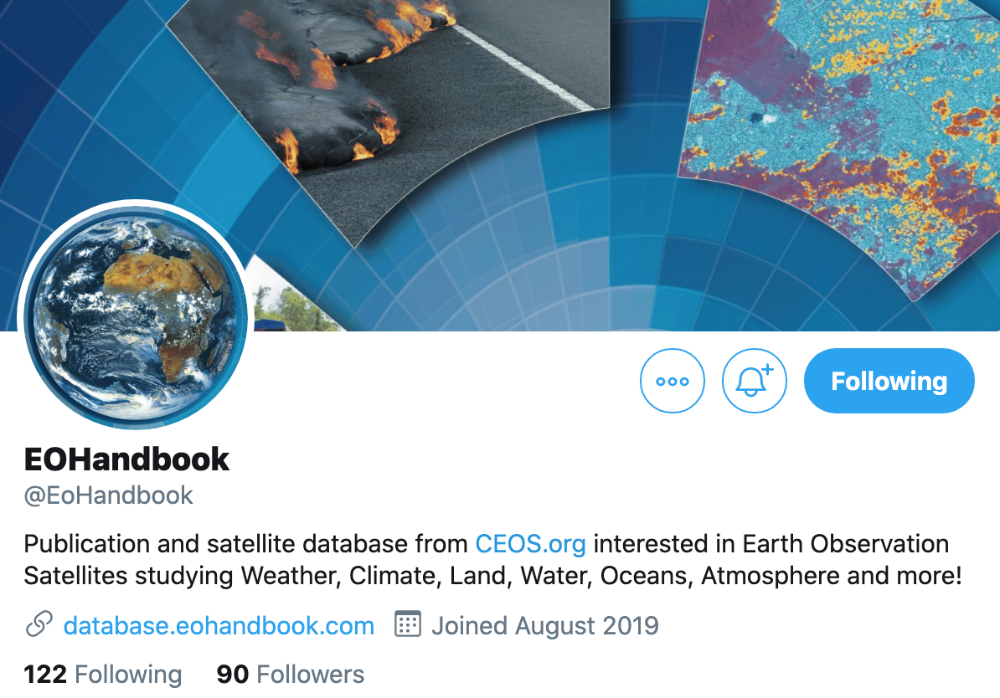 Following
EOHandbook
@EoHandbook
Publication and satellite database from CEOS.org interested in Earth Observation
Satellites studying Weather, Climate, Land, Water, Oceans, Atmosphere and more!
database.eohandbook.com Joined August 2019
122 Following 90 Followers